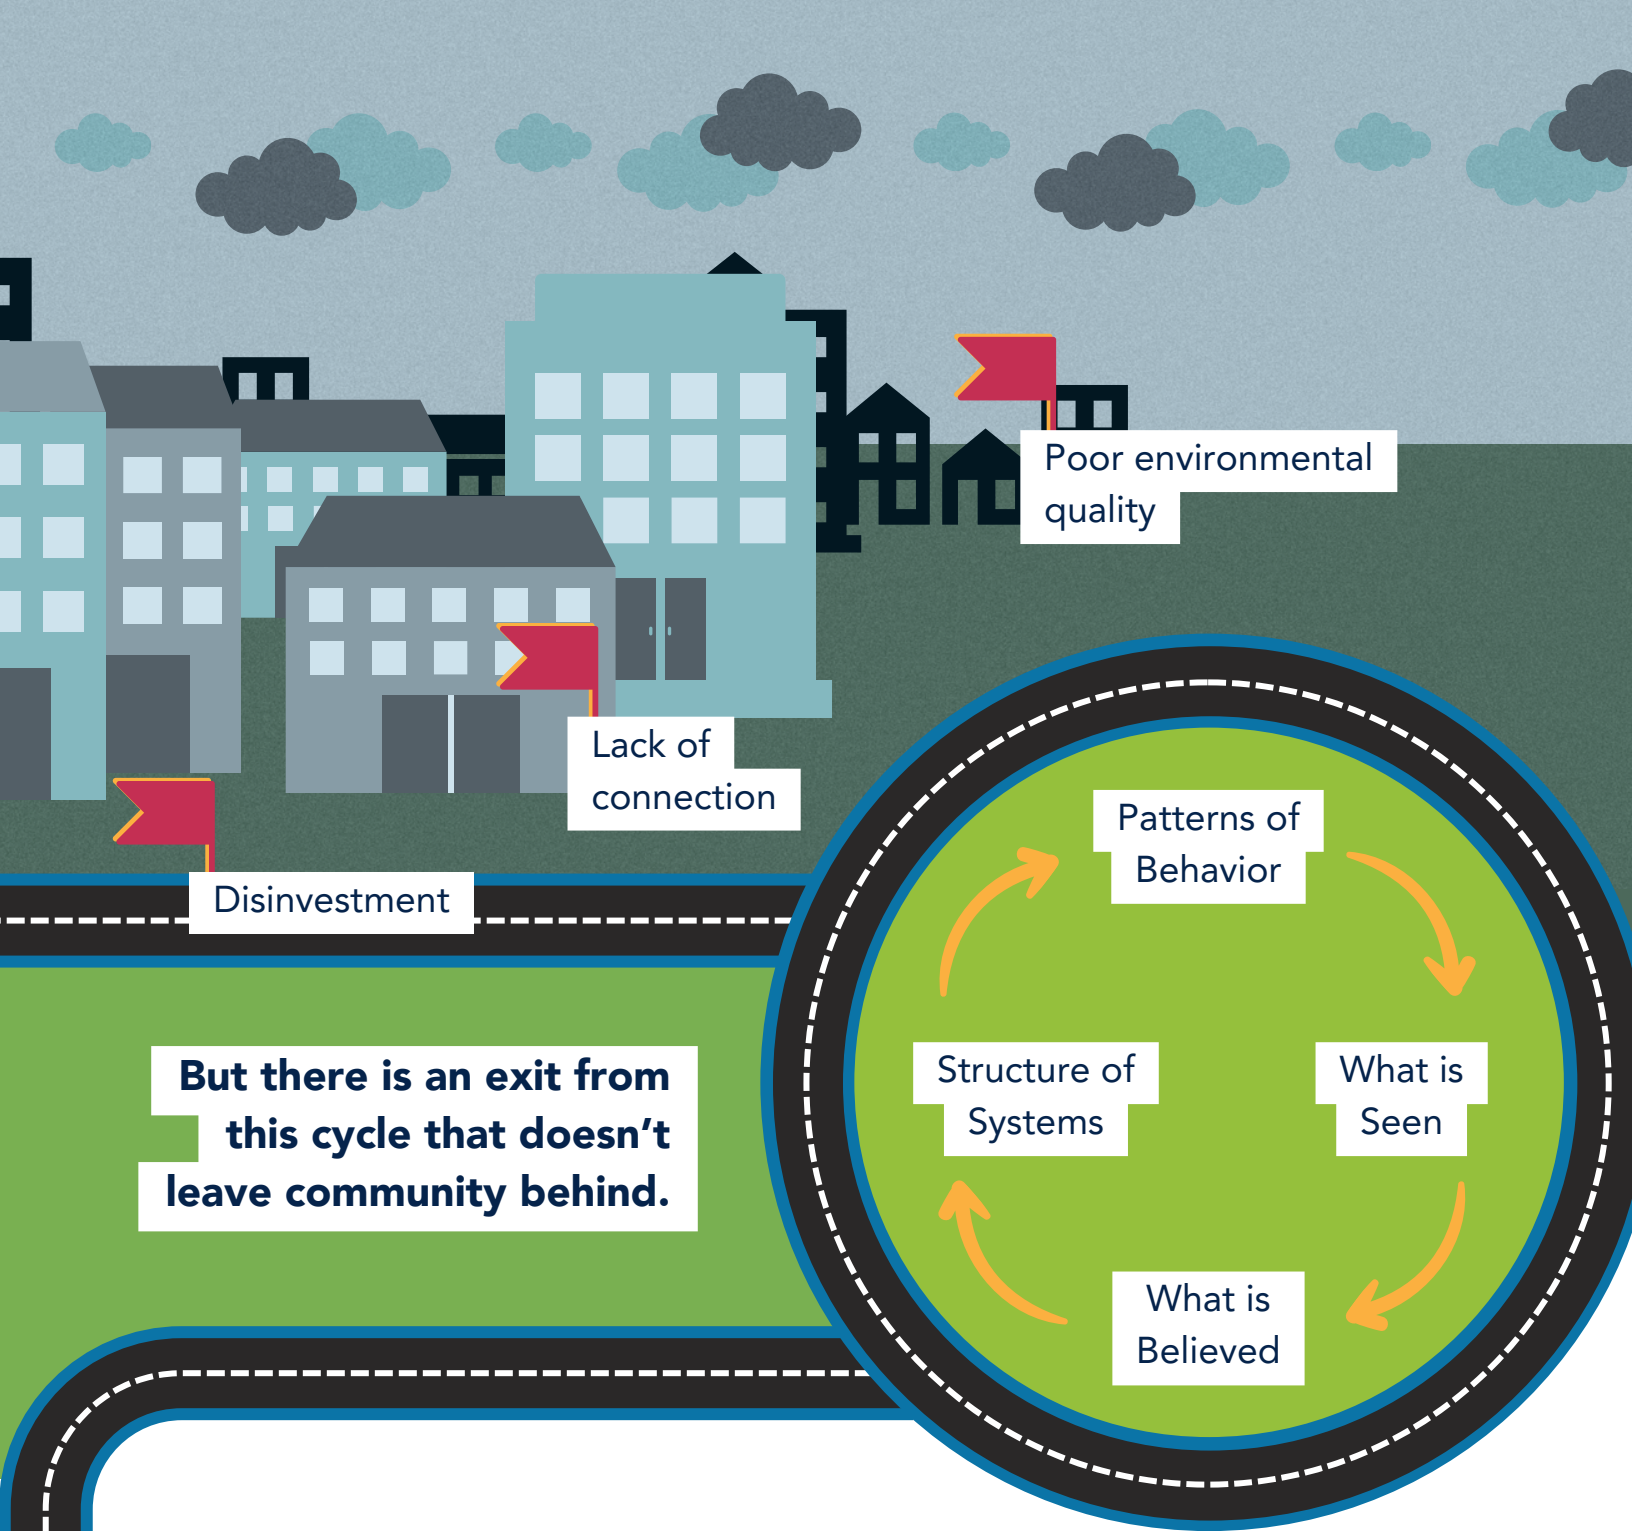 Poor environmental
quality
Lack of
connection
Disinvestment
Patterns of
Behavior
What is
Seen
What is
Believed
Structure of
Systems
But there is an exit from
this cycle that doesn’t
leave community behind.